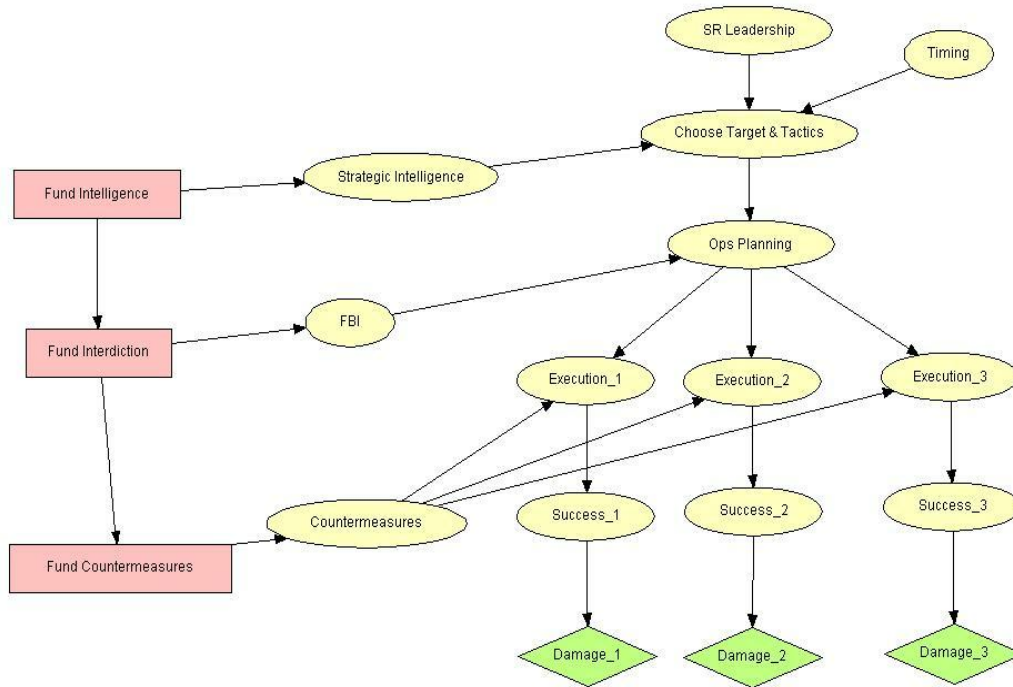 SR Leadership
Timing
Choose Target & Tactics
Strategic Intelligence
Fund Intelligence
Ops Planning
FBI
Fund Interdiction
Execution_1
Execution_2
Execution_3
Countermeasures
Success_1
Success_2
Success_3
Fund Countermeasures
Damage_1
Damage_2
Damage_3